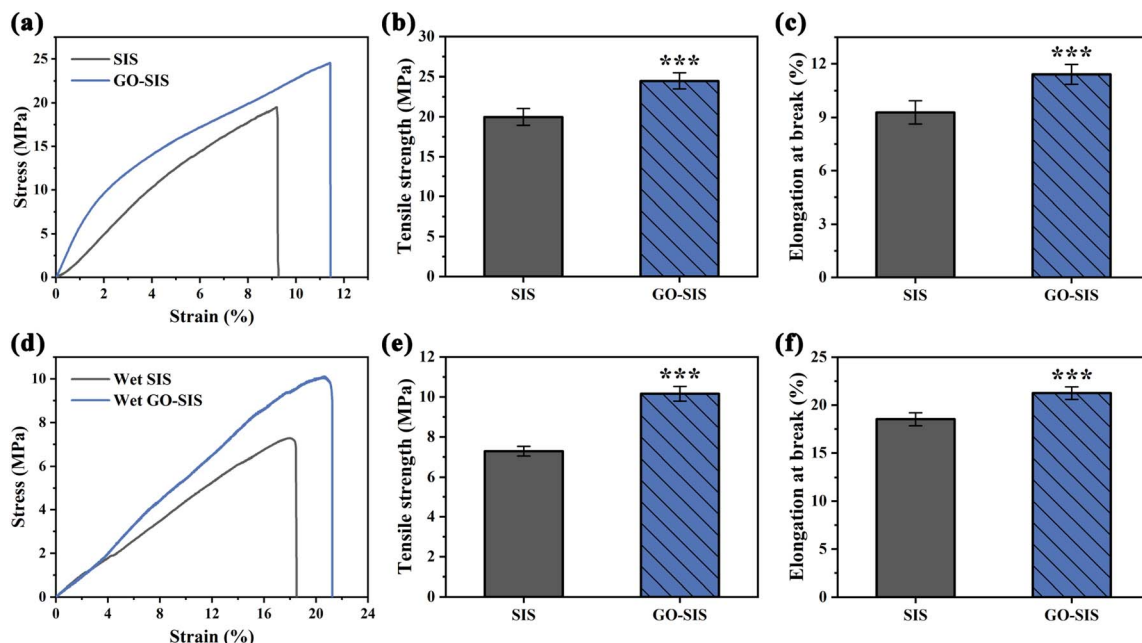 (a)
SIS
GO-SIS
Stress (MPa)
25
20
15
10
5
0
0 2 4 6 8 10 12
Strain (%)
(b)
***
Tensile strength (MPa)
30
25
20
15
10
5
0
SIS GO-SIS
(c)
***
Elongation at break (%)
12
9
6
3
0
SIS GO-SIS
(d)
Wet SIS
Wet GO-SIS
Stress (MPa)
10
8
6
4
2
0
0 4 8 12 16 20 24
Strain (%)
(e)
***
Tensile strength (MPa)
12
10
8
6
4
2
0
SIS GO-SIS
(f)
***
Elongation at break (%)
25
20
15
10
5
0
SIS GO-SIS